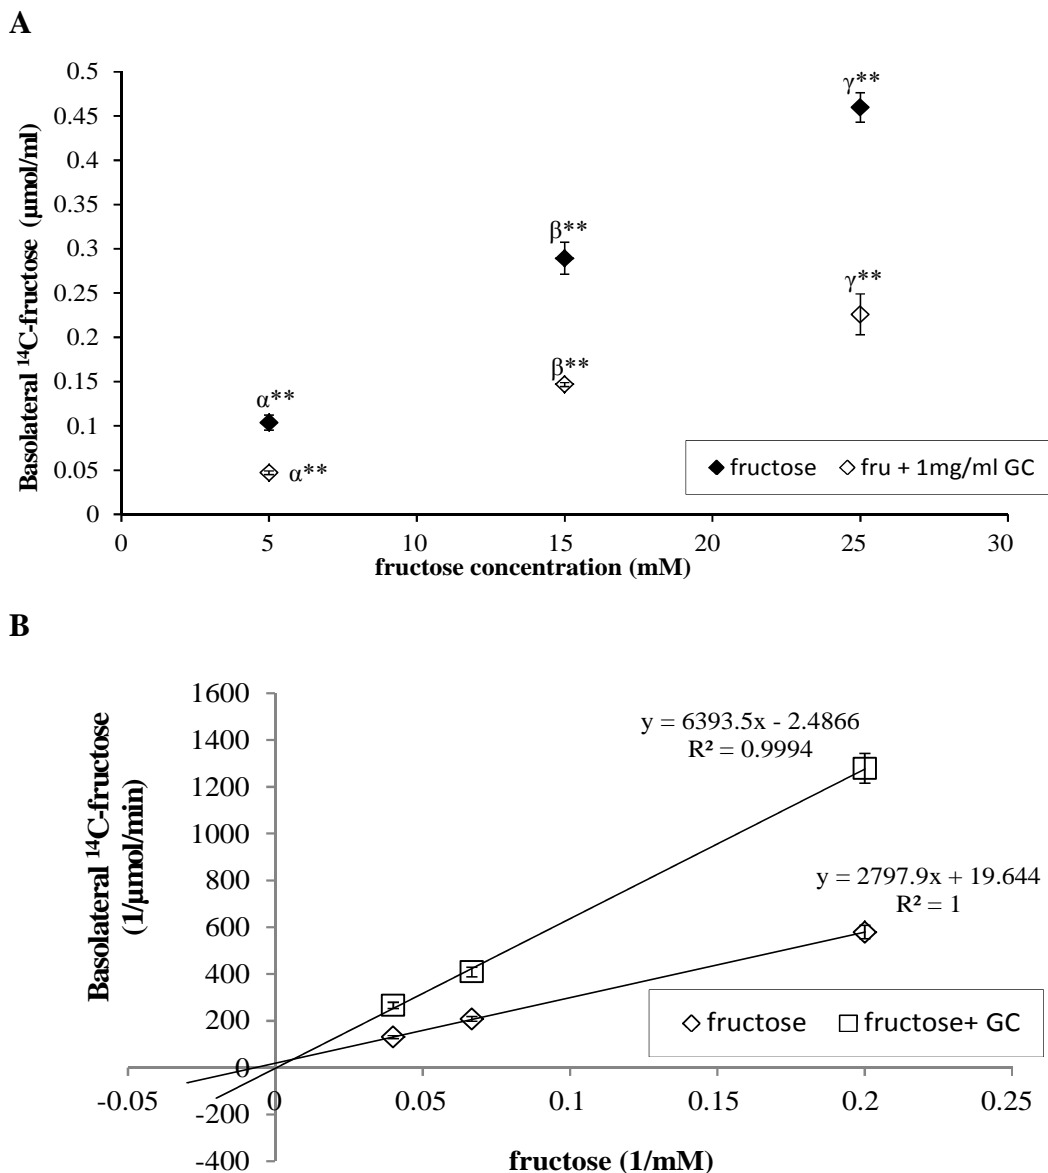 A
0.5
0.45
0.4
0.35
0.3
0.25
0.2
0.15
0.1
0.05
0
Basolateral ¹⁴C-fructose (µmol/ml)
γ**
β**
γ**
β**
α**
α**
fructose fru + 1mg/ml GC
0 5 10 15 20 25 30
fructose concentration (mM)
B
1600
1400
1200
1000
800
600
400
200
0
-200
-400
Basolateral ¹⁴C-fructose
(1/µmol/min)
y = 6393.5x - 2.4866
R² = 0.9994
y = 2797.9x + 19.644
R² = 1
fructose fructose+ GC
-0.05 0 0.05 0.1 0.15 0.2 0.25
fructose (1/mM)